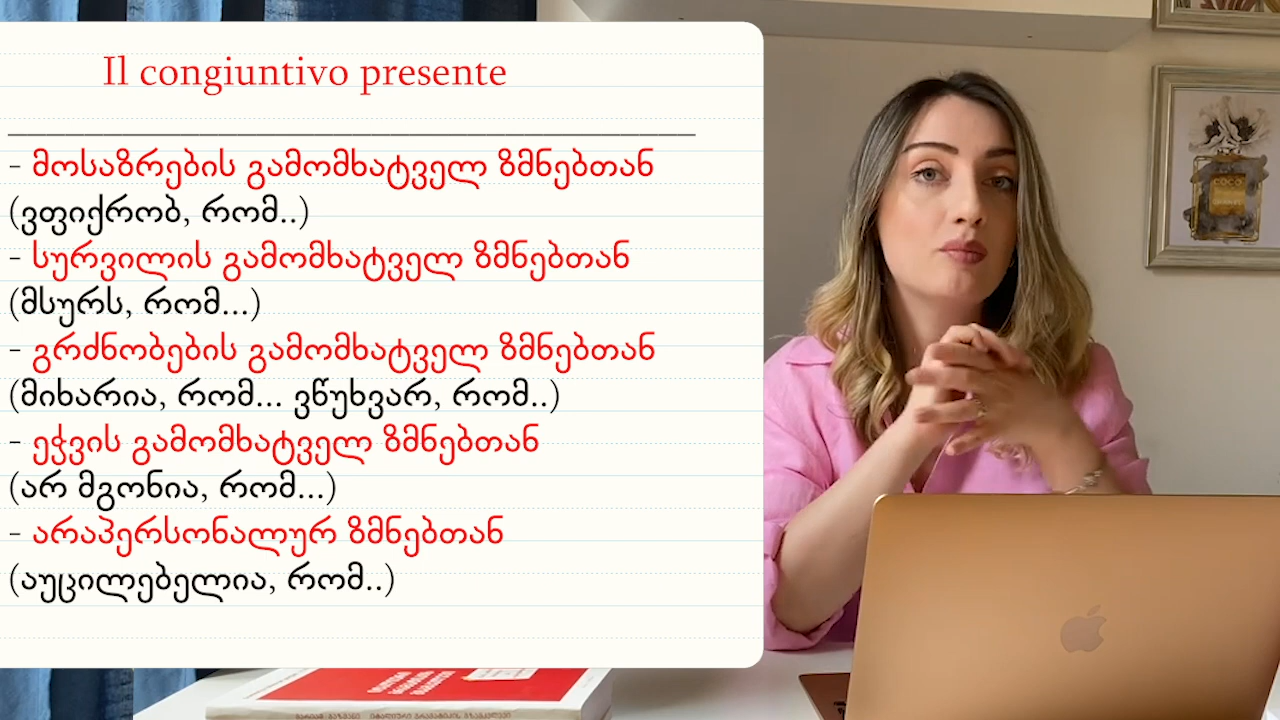 Il congiuntivo presente
- მოსაზრების გამომხატველ ზმნებთან
(ვფიქრობ, რომ..)
- სურვილის გამომხატველ ზმნებთან
(მსურს, რომ...)
- გრძნობების გამომხატველ ზმნებთან
(მიხარია, რომ... ვწუხვარ, რომ..)
- ეჭვის გამომხატველ ზმნებთან
(არ მგონია, რომ...)
- არაპერსონალურ ზმნებთან
(აუცილებელია, რომ..)
COCO